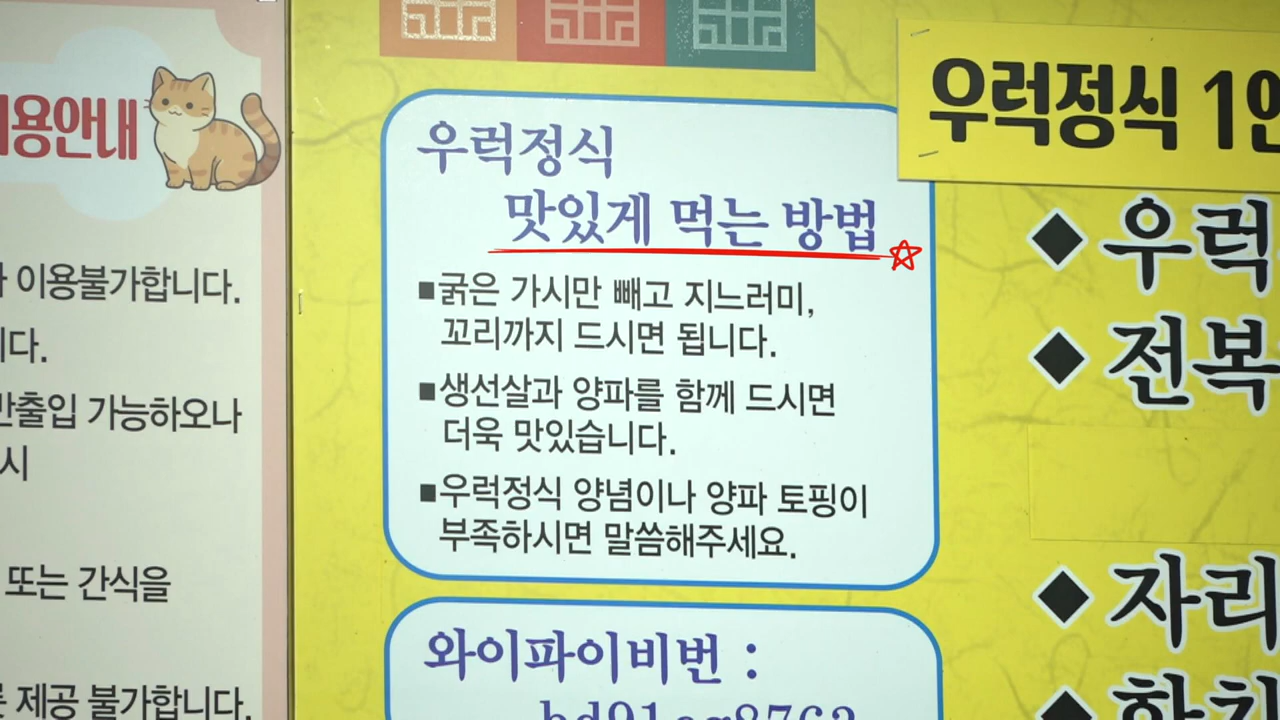 이용안내
이용불가합니다.
가능하오나
또는 간식을
제공 불가합니다.
우럭정식
맛있게 먹는 방법
■굵은 가시만 빼고 지느러미,
꼬리까지 드시면 됩니다.
■생선살과 양파를 함께 드시면
더욱 맛있습니다.
■우럭정식 양념이나 양파 토핑이
부족하시면 말씀해주세요.
와이파이비번 :
우럭정식 1인
◆우럭
◆전복
◆자리